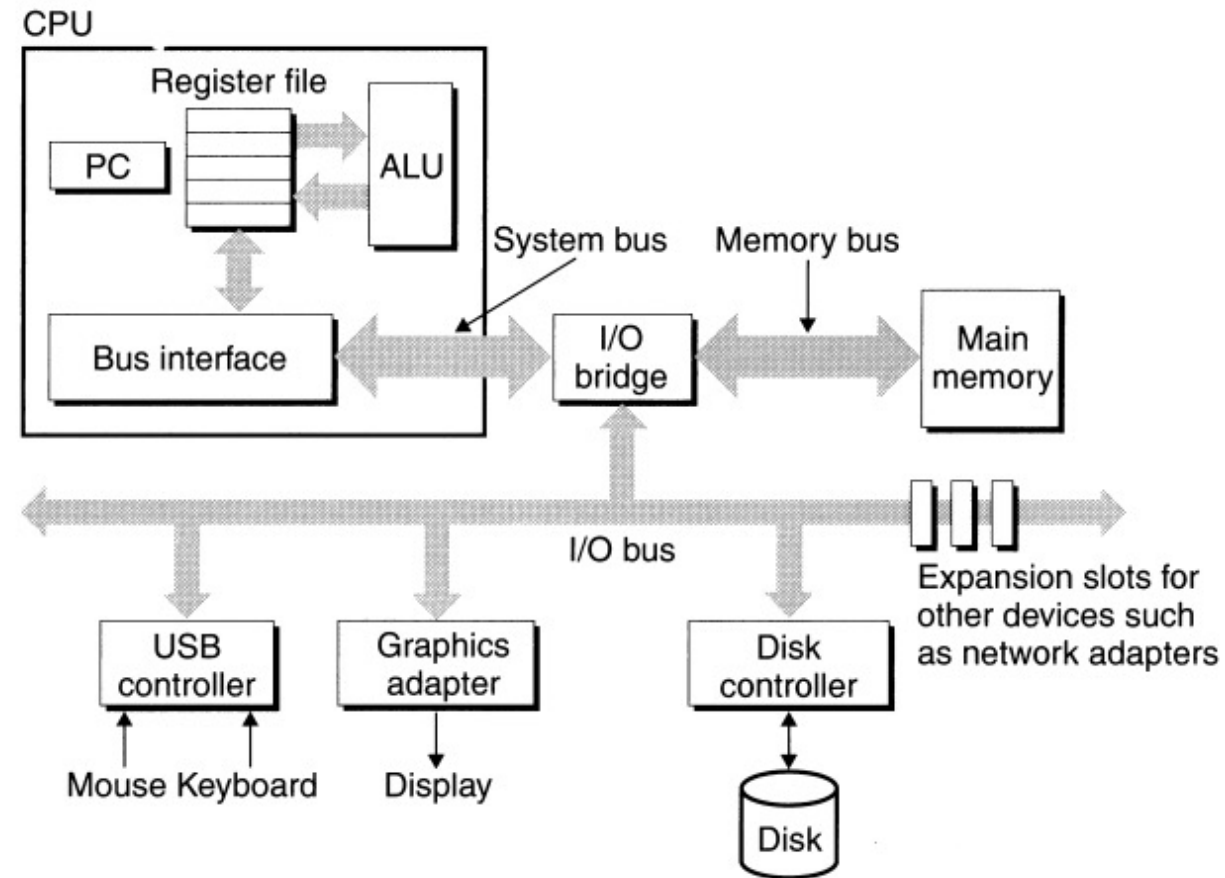 CPU
Register file
PC
ALU
System bus
Memory bus
Bus interface
I/O
bridge
Main
memory
I/O bus
Expansion slots for
other devices such
as network adapters
USB
controller
Graphics
adapter
Disk
controller
Mouse Keyboard
Display
Disk